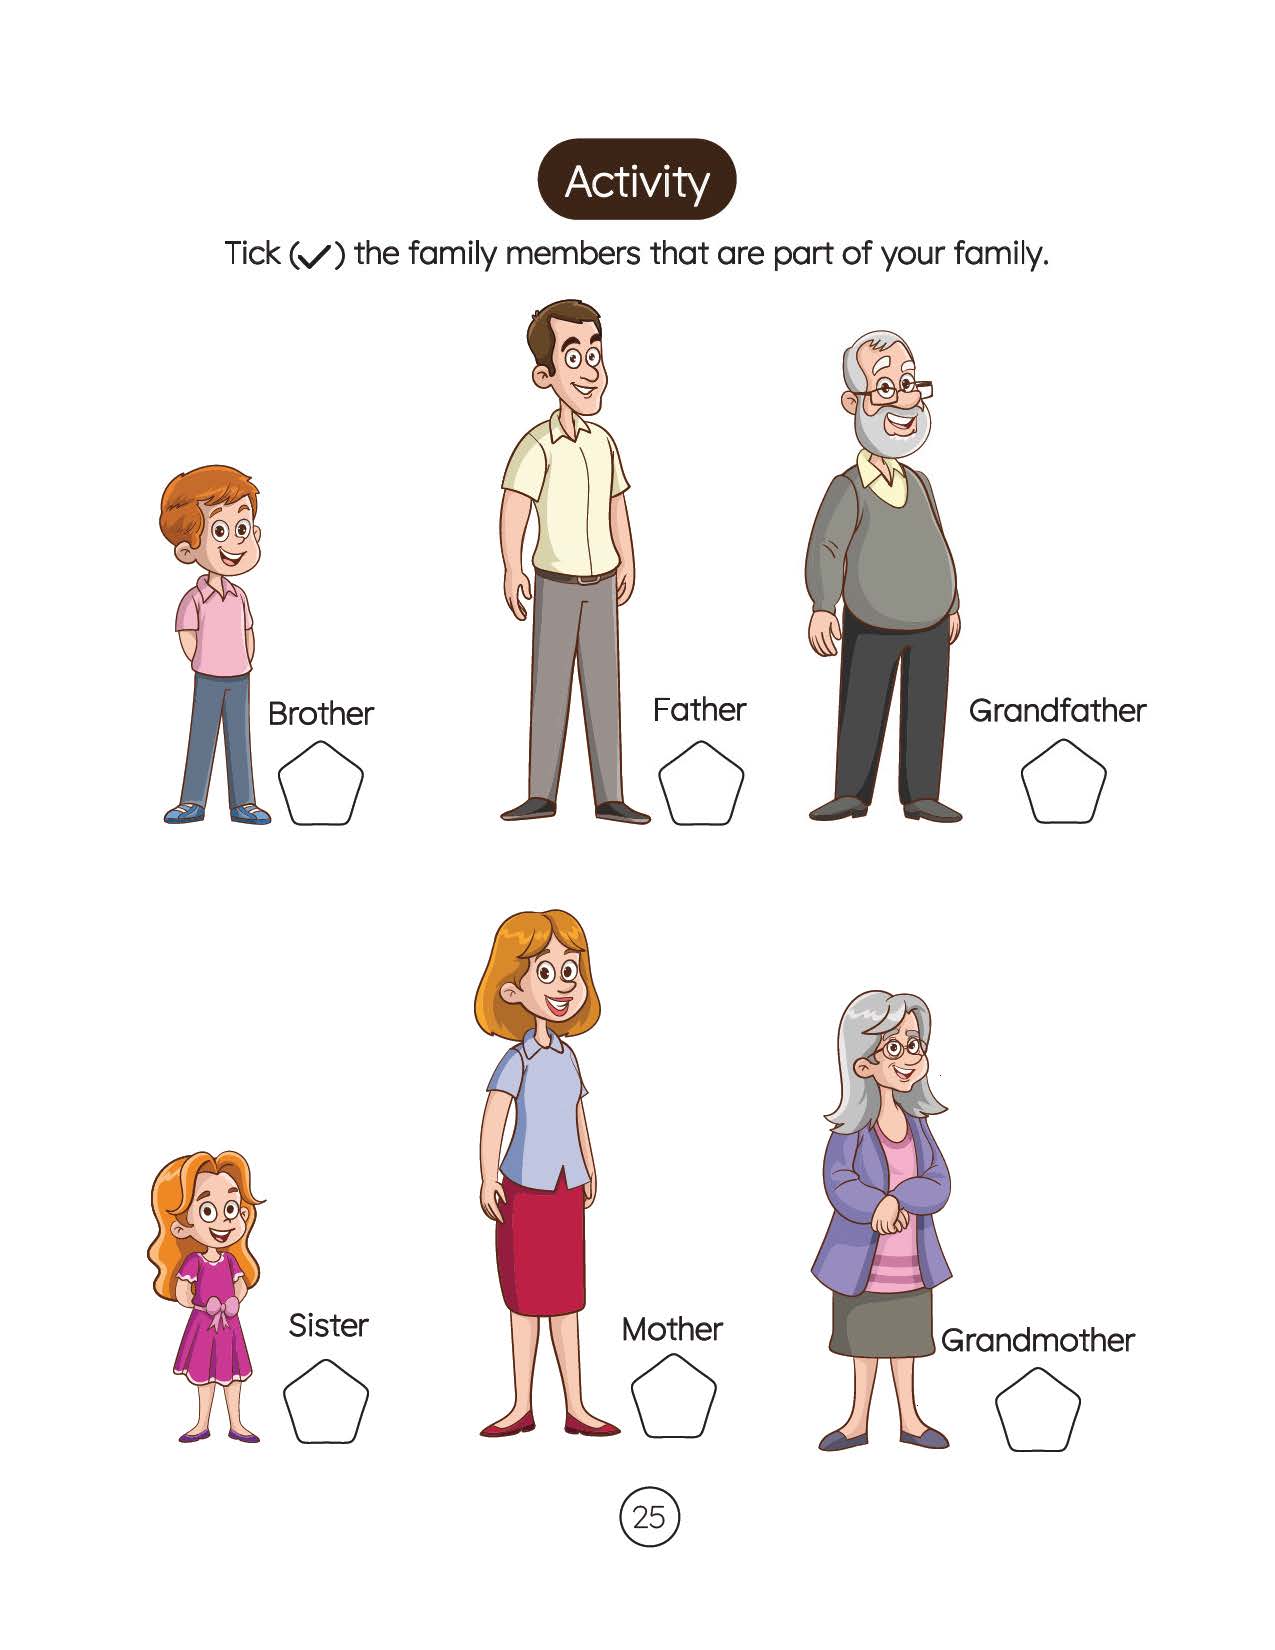 Activity
Tick (✓) the family members that are part of your family.
Brother
Father
Grandfather
Sister
Mother
Grandmother
25